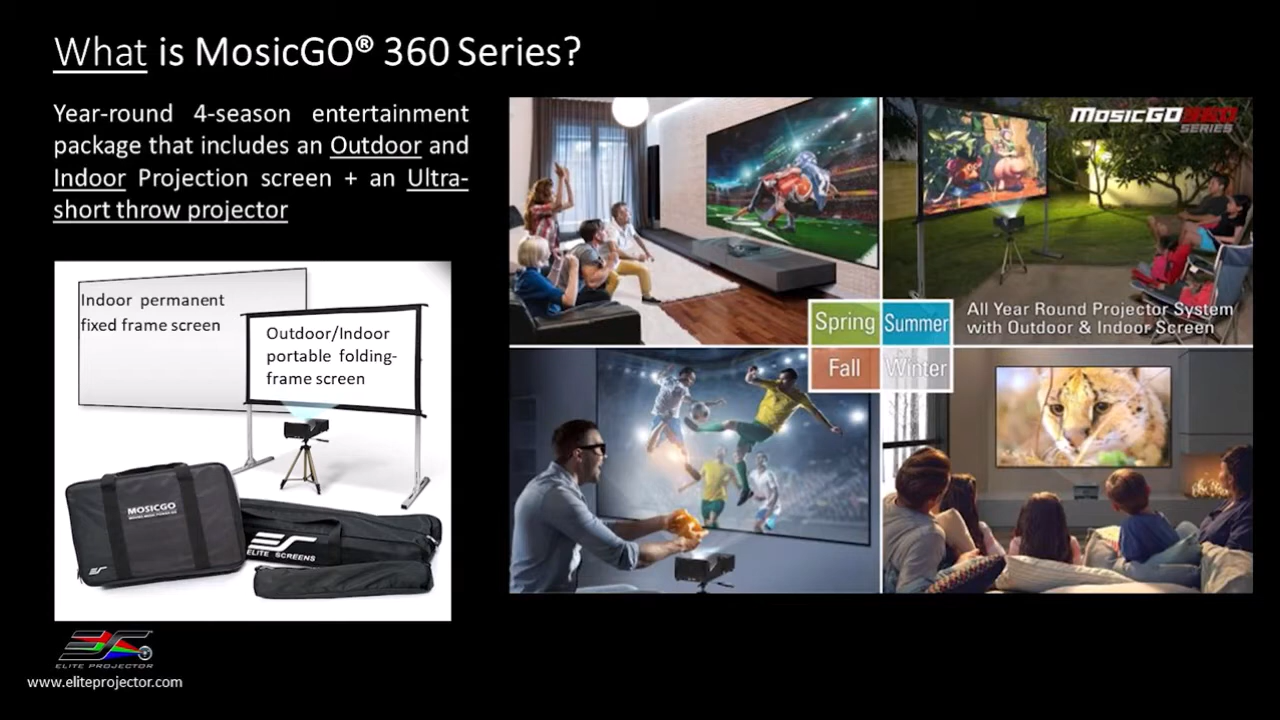 What is MosicGO® 360 Series?
Year-round 4-season entertainment
package that includes an Outdoor and
Indoor Projection screen + an Ultra-
short throw projector
Indoor permanent
fixed frame screen
Outdoor/Indoor
portable folding-
frame screen
MOSICGO
ELITE SCREENS
MosicGO 360
SERIES
All Year Round Projector System
with Outdoor & Indoor Screen
Spring Summer
Fall Winter
ELITE PROJECTOR
www.eliteprojector.com